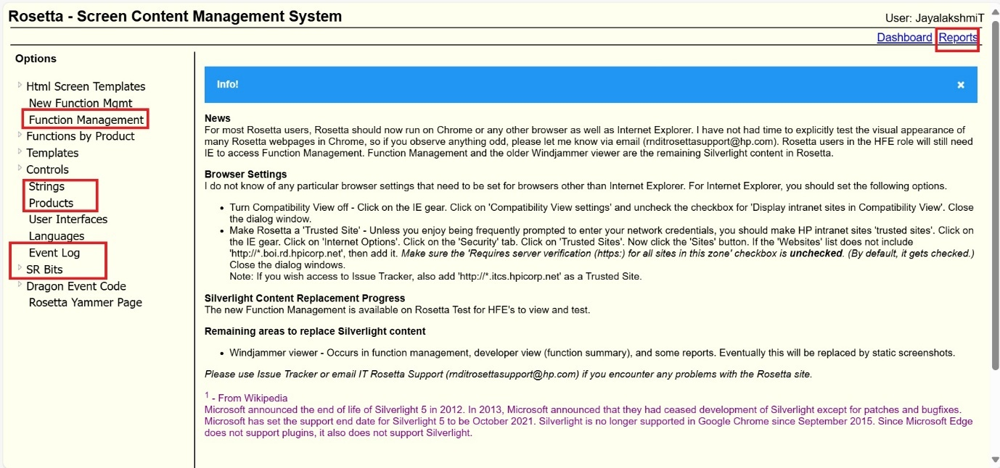 Rosetta - Screen Content Management System
User: JayalakshmiT
Dashboard Reports
Options
Html Screen Templates
New Function Mgmt
Function Management
Functions by Product
Templates
Controls
Strings
Products
User Interfaces
Languages
Event Log
SR Bits
Dragon Event Code
Rosetta Yammer Page
Info!
×
News
For most Rosetta users, Rosetta should now run on Chrome or any other browser as well as Internet Explorer. I have not had time to explicitly test the visual appearance of
many Rosetta webpages in Chrome, so if you observe anything odd, please let me know via email (rnditrosettasupport@hp.com). Rosetta users in the HFE role will still need
IE to access Function Management. Function Management and the older Windjammer viewer are the remaining Silverlight content in Rosetta.
Browser Settings
I do not know of any particular browser settings that need to be set for browsers other than Internet Explorer. For Internet Explorer, you should set the following options.
• Turn Compatibility View off - Click on the IE gear. Click on 'Compatibility View settings' and uncheck the checkbox for 'Display intranet sites in Compatibility View'. Close
the dialog window.
• Make Rosetta a 'Trusted Site' - Unless you enjoy being frequently prompted to enter your network credentials, you should make HP intranet sites 'trusted sites'. Click on
the IE gear. Click on 'Internet Options'. Click on the 'Security' tab. Click on 'Trusted Sites'. Now click the 'Sites' button. If the 'Websites' list does not include
'http://*.boi.rd.hpicorp.net', then add it. Make sure the 'Requires server verification (https:) for all sites in this zone' checkbox is unchecked. (By default, it gets checked.)
Close the dialog windows.
Note: If you wish access to Issue Tracker, also add 'http://*.itcs.hpicorp.net' as a Trusted Site.
Silverlight Content Replacement Progress
The new Function Management is available on Rosetta Test for HFE's to view and test.
Remaining areas to replace Silverlight content
• Windjammer viewer - Occurs in function management, developer view (function summary), and some reports. Eventually this will be replaced by static screenshots.
Please use Issue Tracker or email IT Rosetta Support (rnditrosettasupport@hp.com) if you encounter any problems with the Rosetta site.
1 - From Wikipedia
Microsoft announced the end of life of Silverlight 5 in 2012. In 2013, Microsoft announced that they had ceased development of Silverlight except for patches and bugfixes.
Microsoft has set the support end date for Silverlight 5 to be October 2021. Silverlight is no longer supported in Google Chrome since September 2015. Since Microsoft Edge
does not support plugins, it also does not support Silverlight.